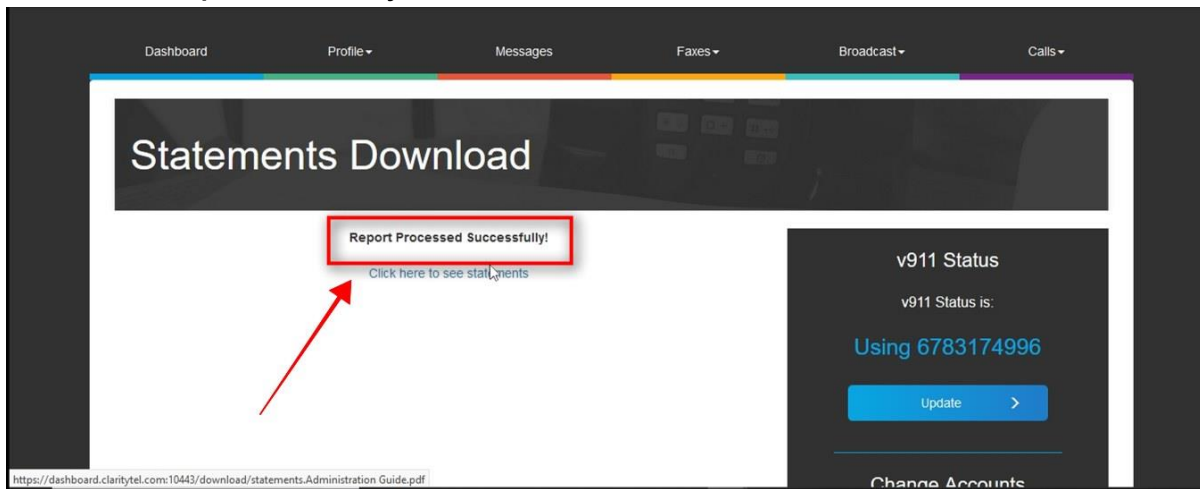 Dashboard
Profile
Messages
Faxes
Broadcast
Calls
Statements Download
Report Processed Successfully!
Click here to see statements
v911 Status
v911 Status is:
Using 6783174996
Update
Change Accounts
https://dashboard.claritytel.com:10443/download/statements.Administration Guide.pdf